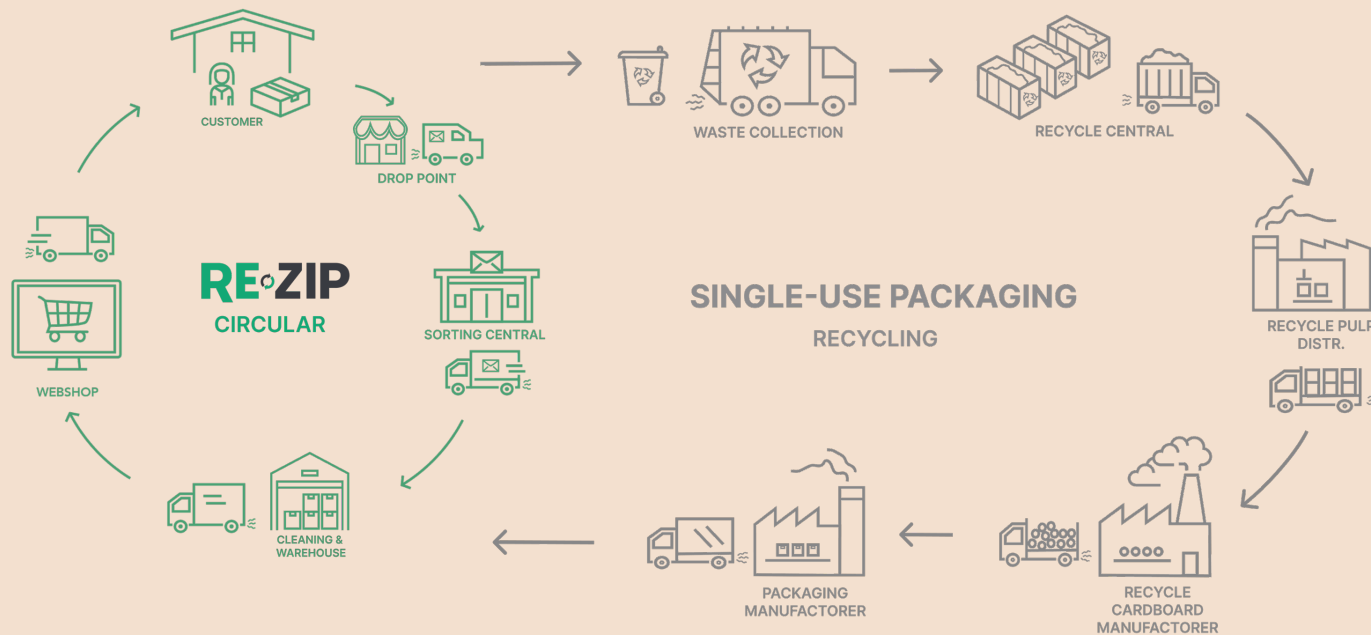 CUSTOMER
DROP POINT
SORTING CENTRAL
CLEANING &
WAREHOUSE
WEBSHOP
RE ZIP
CIRCULAR
WASTE COLLECTION
RECYCLE CENTRAL
RECYCLE PULP
DISTR.
RECYCLE
CARDBOARD
MANUFACTORER
PACKAGING
MANUFACTORER
SINGLE-USE PACKAGING
RECYCLING